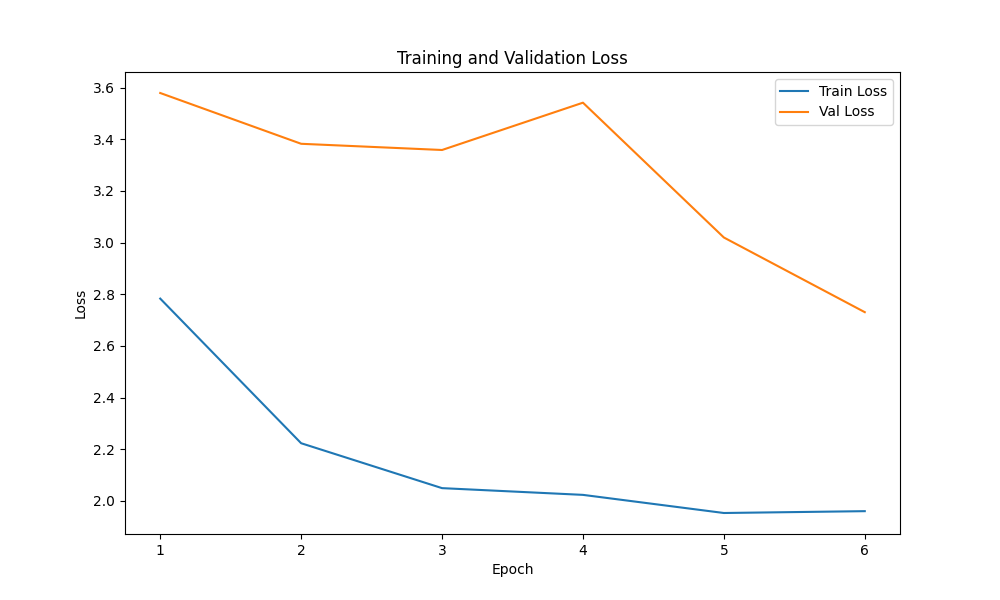 Training and Validation Loss
Train Loss
Val Loss
3.6
3.4
3.2
3.0
2.8
2.6
2.4
2.2
2.0
Loss
1 2 3 4 5 6
Epoch